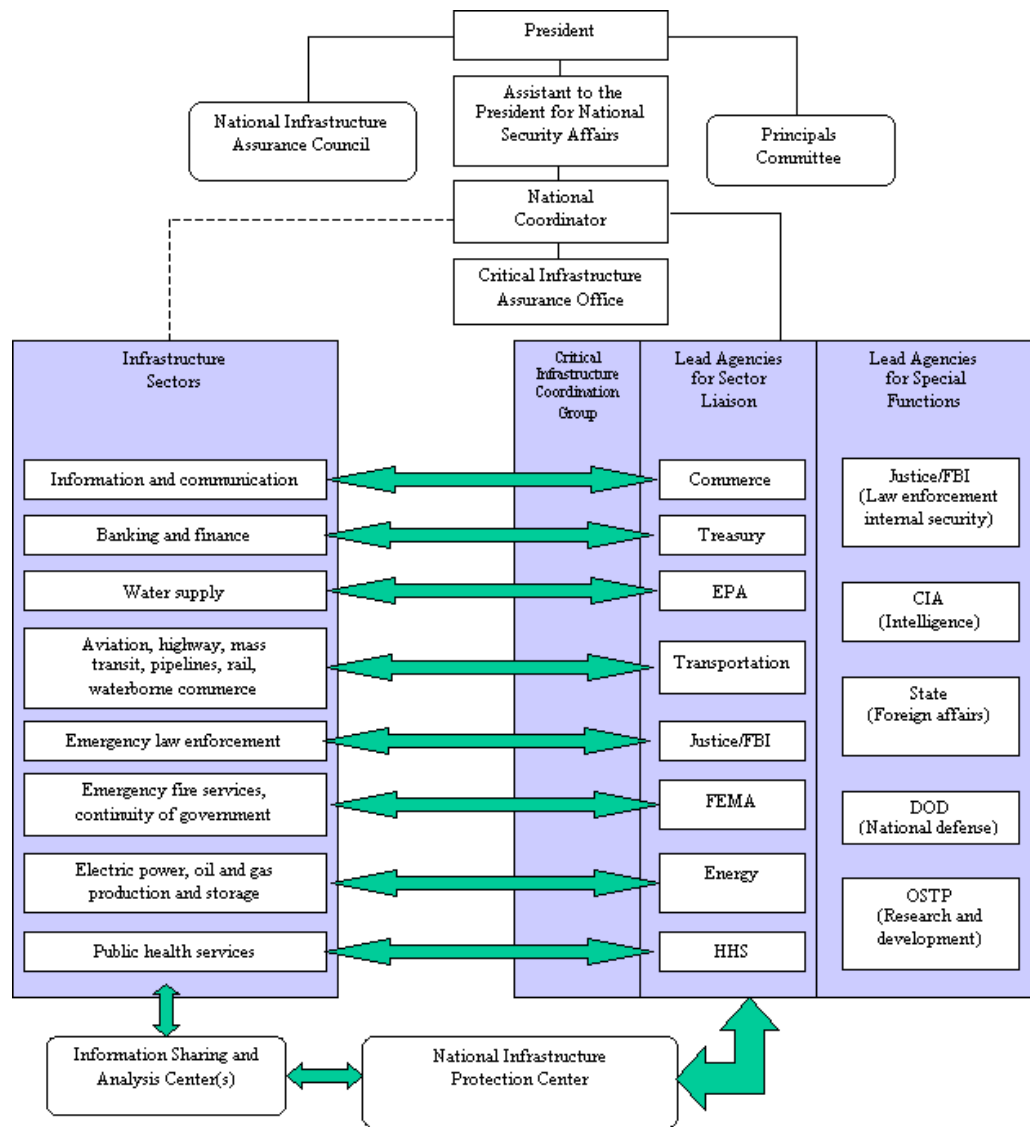 President
Assistant to the
President for National
Security Affairs
National Infrastructure
Assurance Council
Principals
Committee
National
Coordinator
Critical Infrastructure
Assurance Office
Infrastructure
Sectors
Critical
Infrastructure
Coordination
Group
Lead Agencies
for Sector
Liaison
Lead Agencies
for Special
Functions
Information and communication
Commerce
Banking and finance
Treasury
Water supply
EPA
Aviation, highway, mass
transit, pipelines, rail,
waterborne commerce
Transportation
Emergency law enforcement
Justice/FBI
Emergency fire services,
continuity of government
FEMA
Electric power, oil and gas
production and storage
Energy
Public health services
HHS
Justice/FBI
(Law enforcement
internal security)
CIA
(Intelligence)
State
(Foreign affairs)
DOD
(National defense)
OSTP
(Research and
development)
Information Sharing and
Analysis Center(s)
National Infrastructure
Protection Center